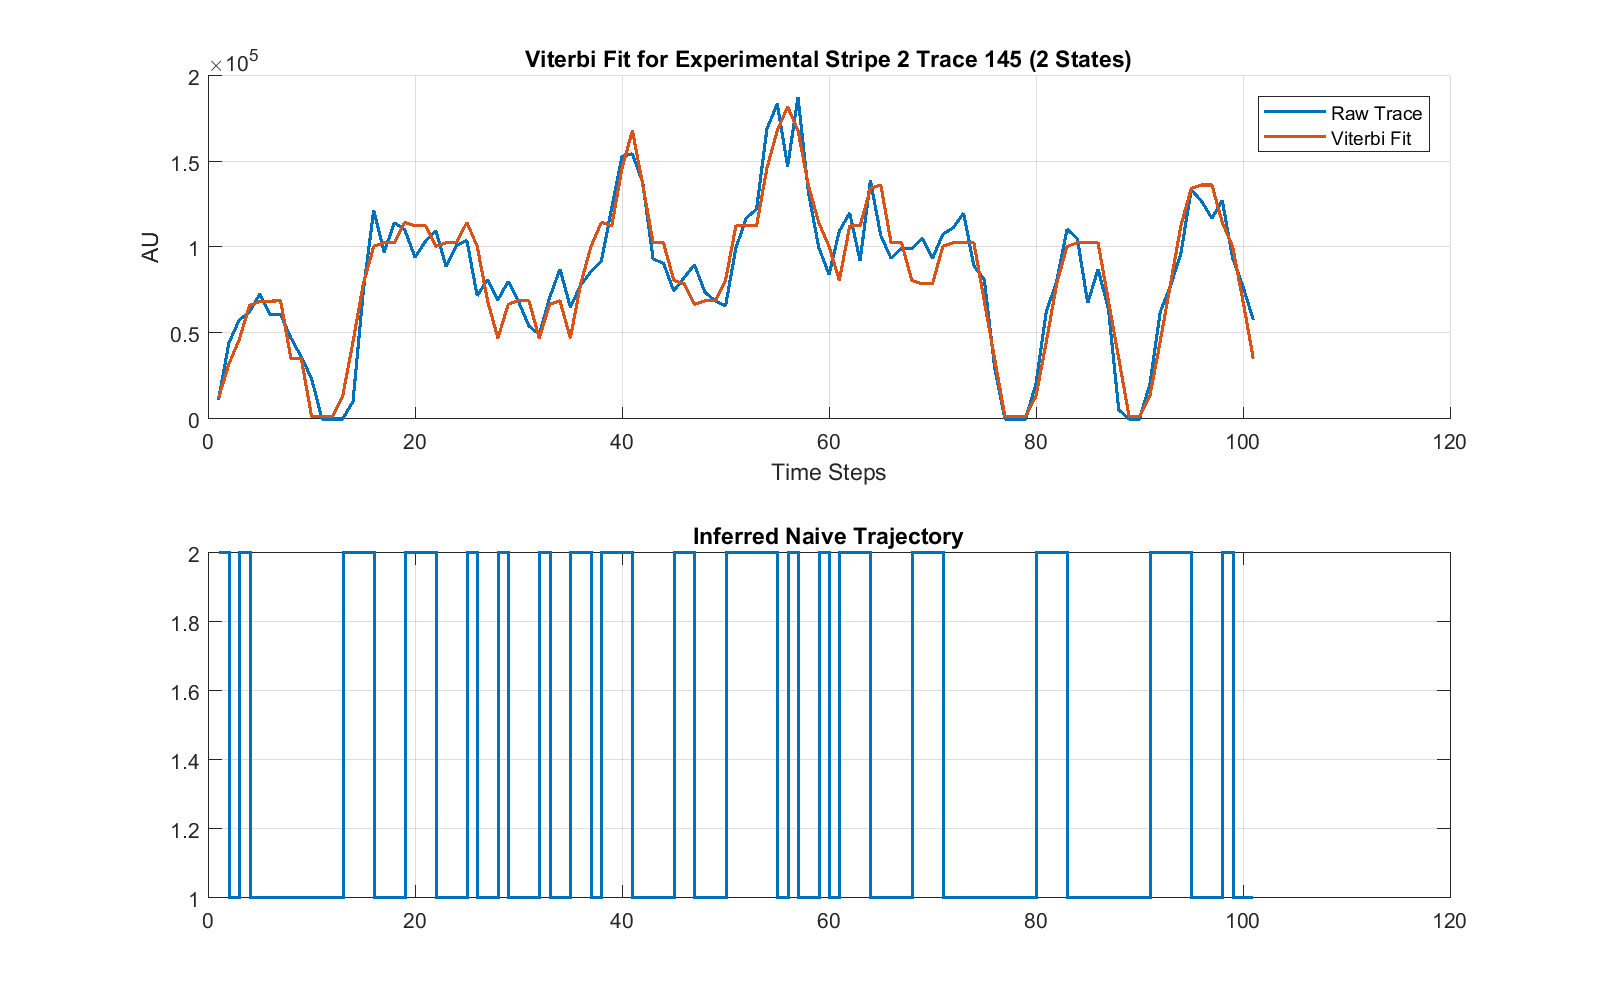 Viterbi Fit for Experimental Stripe 2 Trace 145 (2 States)
×10^5
2
1.5
1
0.5
0
AU
Raw Trace
Viterbi Fit
0 20 40 60 80 100 120
Time Steps
Inferred Naive Trajectory
2
1.8
1.6
1.4
1.2
1
0 20 40 60 80 100 120